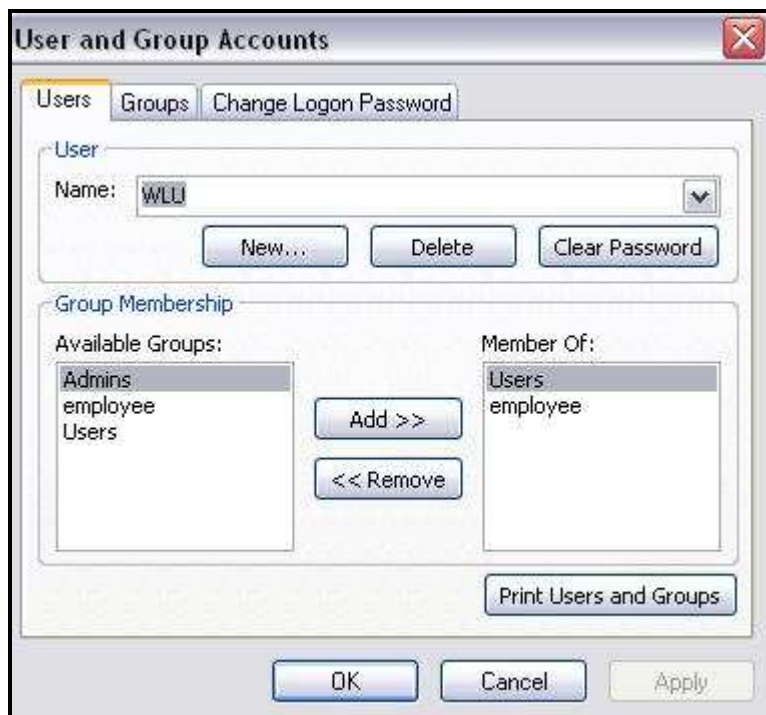 User and Group Accounts
Users Groups Change Logon Password
User
Name: WLU
New... Delete Clear Password
Group Membership
Available Groups: Member Of:
Admins Users
employee employee
Users
Add >>
<< Remove
Print Users and Groups
OK Cancel Apply